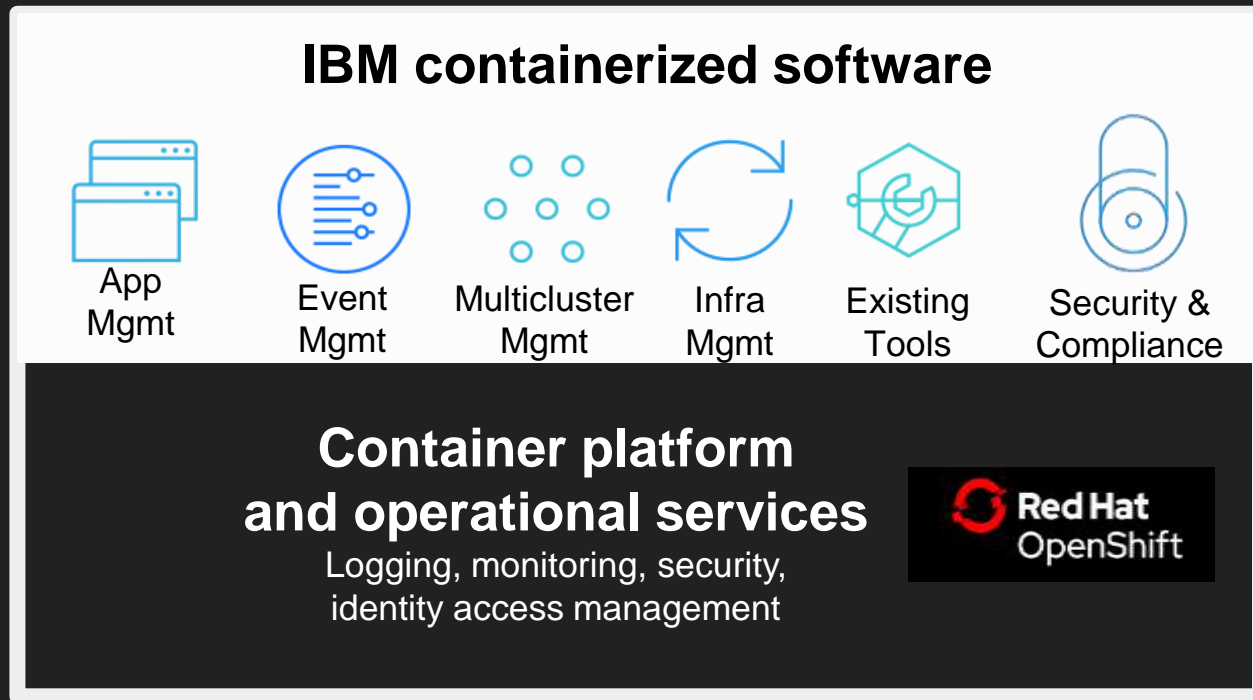 IBM containerized software
App
Mgmt
Event
Mgmt
Multicluster
Mgmt
Infra
Mgmt
Existing
Tools
Security &
Compliance
Container platform
and operational services
Logging, monitoring, security,
identity access management
Red Hat
OpenShift